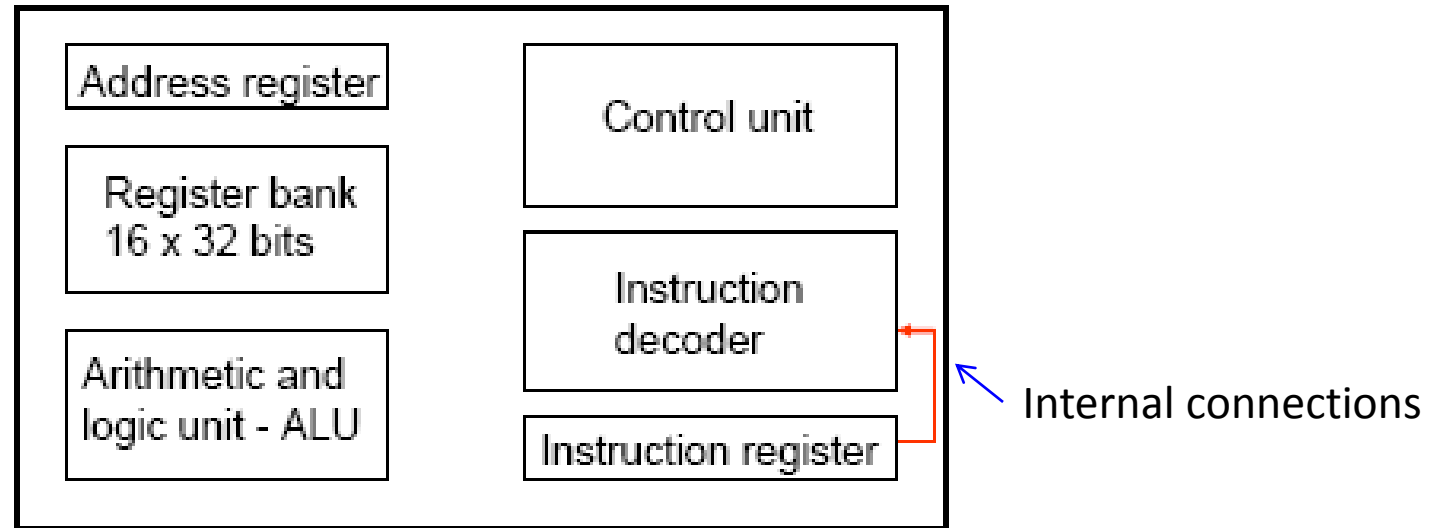 Address register
Register bank
16 x 32 bits
Arithmetic and
logic unit - ALU
Control unit
Instruction
decoder
Instruction register
Internal connections